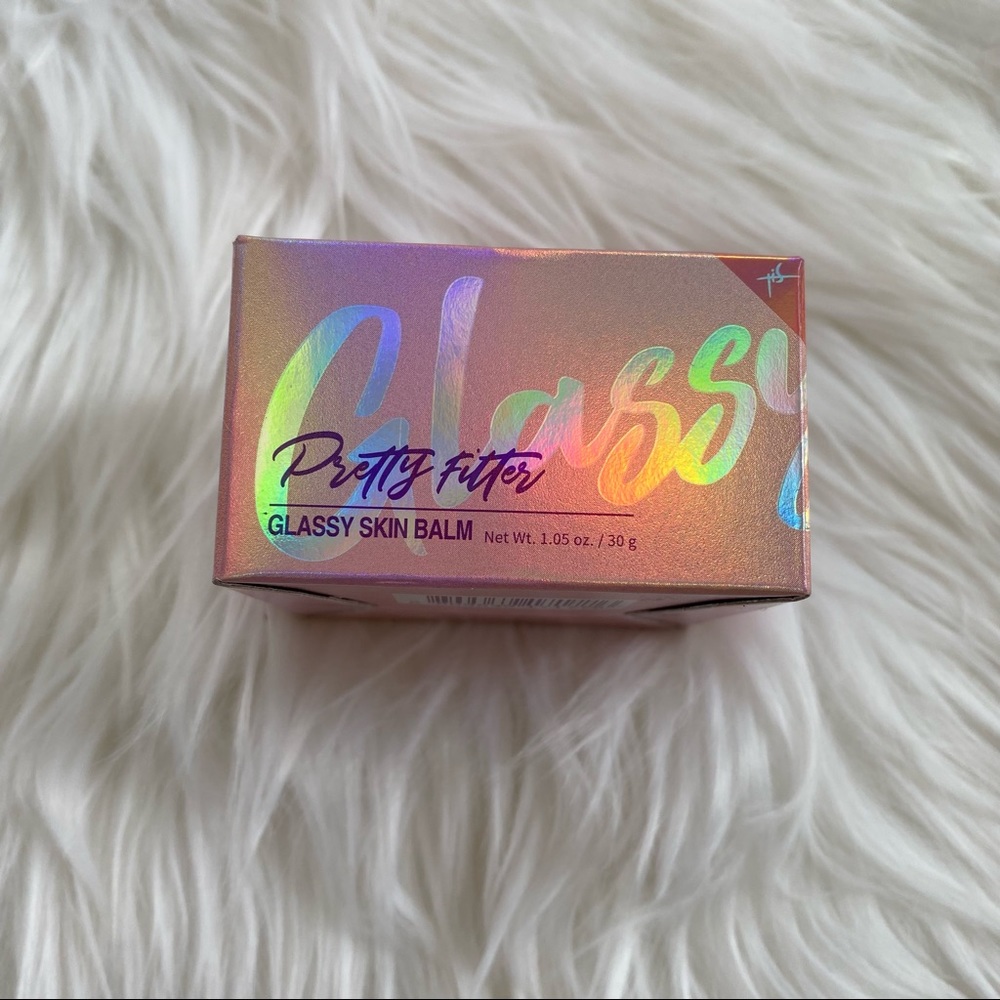 Glassy
Pretty Filter
GLASSY SKIN BALM Net Wt. 1.05 oz. / 30 g